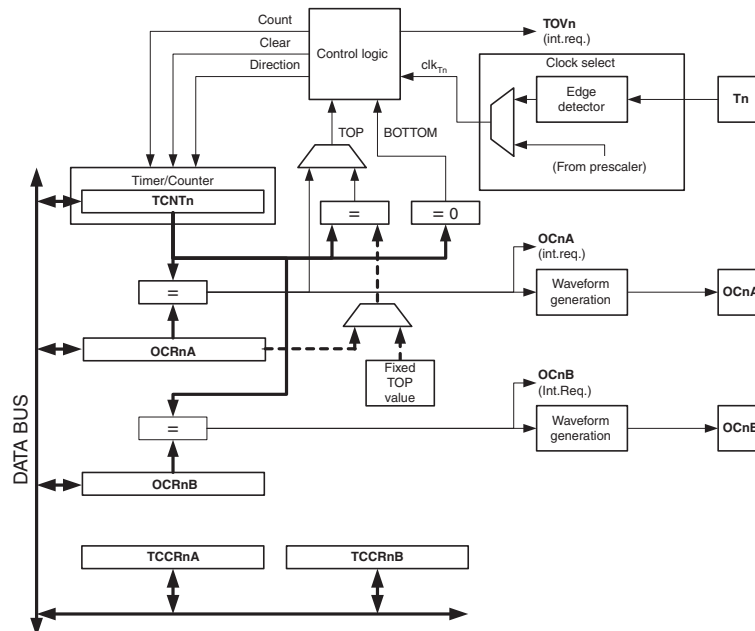 Count
Clear
Direction
Control logic
TOVn
(int.req.)
clkTn
Clock select
Edge
detector
Tn
TOP
BOTTOM
(From prescaler)
Timer/Counter
TCNTn
=
= 0
OCnA
(int.req.)
=
Waveform
generation
OCnA
OCRnA
Fixed
TOP
value
OCnB
(Int.Req.)
=
Waveform
generation
OCnB
OCRnB
DATA BUS
TCCRnA
TCCRnB